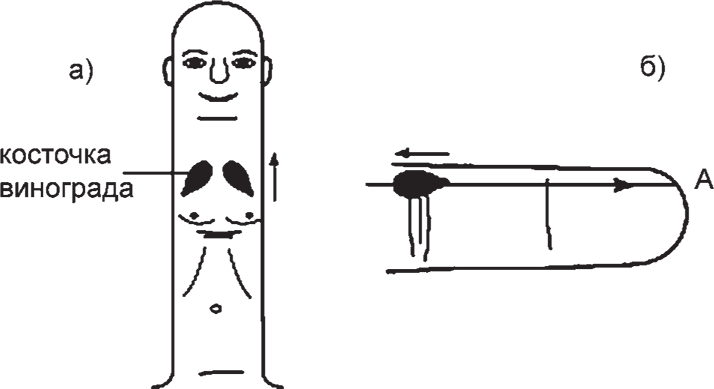 а)
б)
косточка
винограда
А